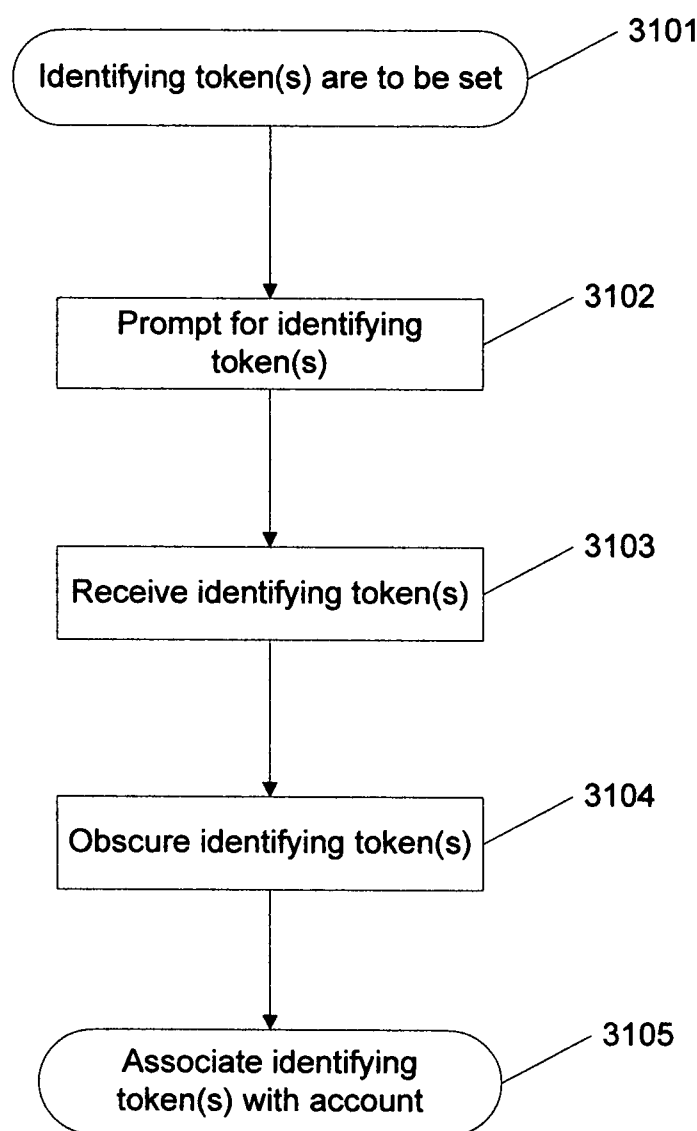 3101
Identifying token(s) are to be set
3102
Prompt for identifying
token(s)
3103
Receive identifying token(s)
3104
Obscure identifying token(s)
3105
Associate identifying
token(s) with account